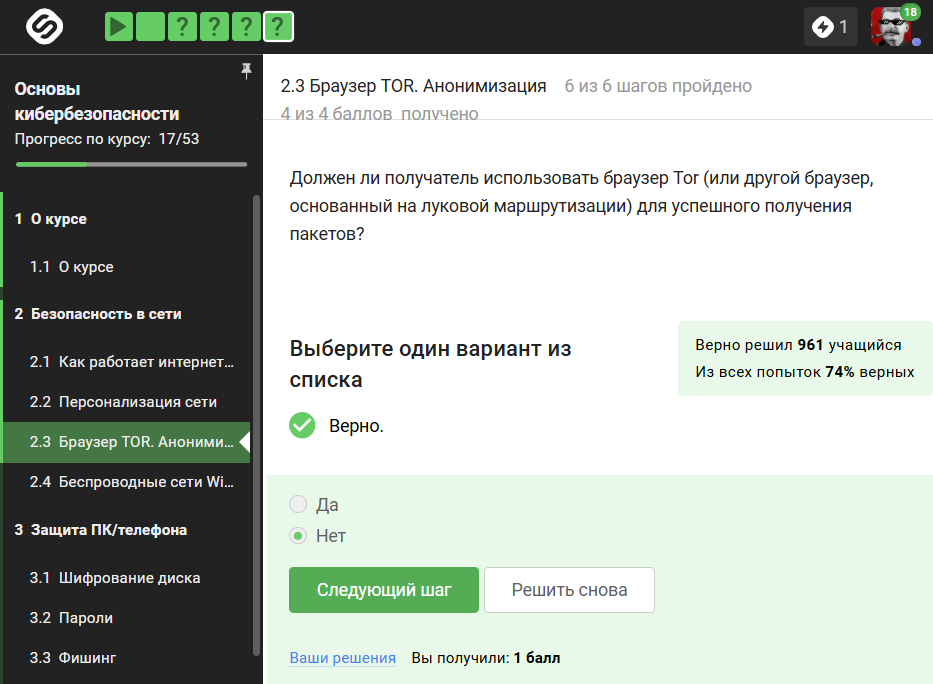 ? ? ? ?
1
18
Основы
кибербезопасности
Прогресс по курсу: 17/53
1 О курсе
1.1 О курсе
2 Безопасность в сети
2.1 Как работает интернет...
2.2 Персонализация сети
2.3 Браузер TOR. Аноними...
2.4 Беспроводные сети Wi...
3 Защита ПК/телефона
3.1 Шифрование диска
3.2 Пароли
3.3 Фишинг
2.3 Браузер TOR. Анонимизация 6 из 6 шагов пройдено
4 из 4 баллов получено
Должен ли получатель использовать браузер Tor (или другой браузер,
основанный на луковой маршрутизации) для успешного получения
пакетов?
Выберите один вариант из
списка
Верно решил 961 учащийся
Из всех попыток 74% верных
Верно.
Да
Нет
Следующий шаг Решить снова
Ваши решения Вы получили: 1 балл